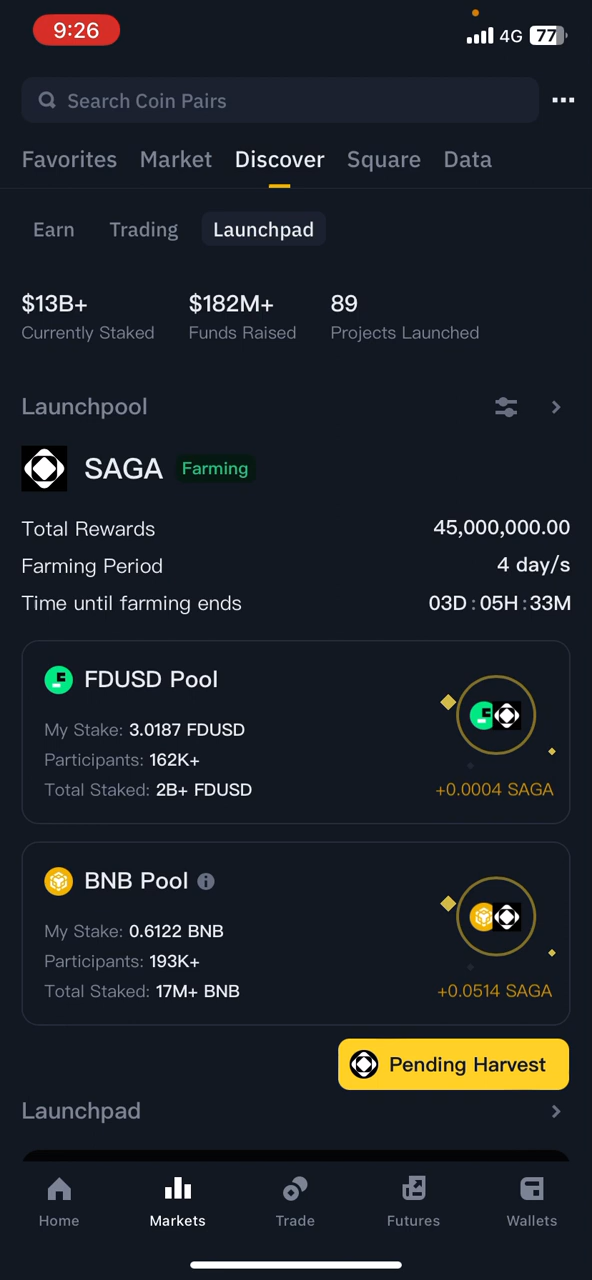 9:26
4G 77
Search Coin Pairs
Favorites Market Discover Square Data
Earn Trading Launchpad
$13B+ $182M+ 89
Currently Staked Funds Raised Projects Launched
Launchpool
SAGA Farming
Total Rewards 45,000,000.00
Farming Period 4 day/s
Time until farming ends 03D:05H:33M
FDUSD Pool
My Stake: 3.0187 FDUSD
Participants: 162K+
Total Staked: 2B+ FDUSD
+0.0004 SAGA
BNB Pool
My Stake: 0.6122 BNB
Participants: 193K+
Total Staked: 17M+ BNB
+0.0514 SAGA
Pending Harvest
Launchpad
Home Markets Trade Futures Wallets